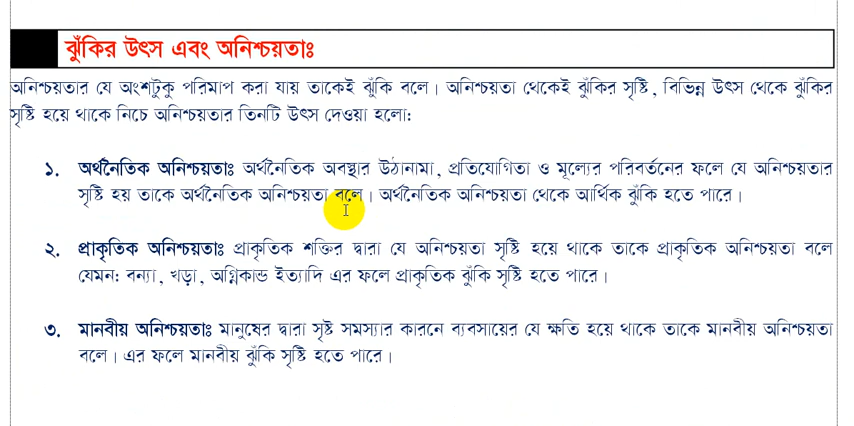 ঝুঁকির উৎস এবং অনিশ্চয়তাঃ
অনিশ্চয়তার যে অংশটুকু পরিমাপ করা যায় তাকেই ঝুঁকি বলে। অনিশ্চয়তা থেকেই ঝুঁকির সৃষ্টি, বিভিন্ন উৎস থেকে ঝুঁকির
সৃষ্টি হয়ে থাকে নিচে অনিশ্চয়তার তিনটি উৎস দেওয়া হলো:
১. অর্থনৈতিক অনিশ্চয়তাঃ অর্থনৈতিক অবস্থার উঠানামা, প্রতিযোগিতা ও মূল্যের পরিবর্তনের ফলে যে অনিশ্চয়তার
সৃষ্টি হয় তাকে অর্থনৈতিক অনিশ্চয়তা বলে। অর্থনৈতিক অনিশ্চয়তা থেকে আর্থিক ঝুঁকি হতে পারে।
২. প্রাকৃতিক অনিশ্চয়তাঃ প্রাকৃতিক শক্তির দ্বারা যে অনিশ্চয়তা সৃষ্টি হয়ে থাকে তাকে প্রাকৃতিক অনিশ্চয়তা বলে
যেমন: বন্যা, খড়া, অগ্নিকান্ড ইত্যাদি এর ফলে প্রাকৃতিক ঝুঁকি সৃষ্টি হতে পারে।
৩. মানবীয় অনিশ্চয়তাঃ মানুষের দ্বারা সৃষ্ট সমস্যার কারনে ব্যবসায়ের যে ক্ষতি হয়ে থাকে তাকে মানবীয় অনিশ্চয়তা
বলে। এর ফলে মানবীয় ঝুঁকি সৃষ্টি হতে পারে।